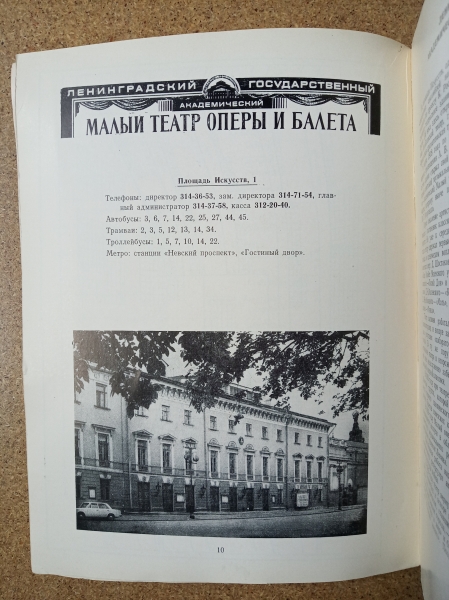 ЛЕНИНГРАДСКИЙ ГОСУДАРСТВЕННЫЙ
АКАДЕМИЧЕСКИЙ
МАЛЫЙ ТЕАТР ОПЕРЫ И БАЛЕТА
Площадь Искусств, 1
Телефоны: директор 314-36-53, зам. директора 314-71-54, глав-
ный администратор 314-37-58, касса 312-20-40.
Автобусы: 3, 6, 7, 14, 22, 25, 27, 44, 45.
Трамваи: 2, 3, 5, 12, 13, 14, 34.
Троллейбусы: 1, 5, 7, 10, 14, 22.
Метро: станции «Невский проспект», «Гостиный двор».
10